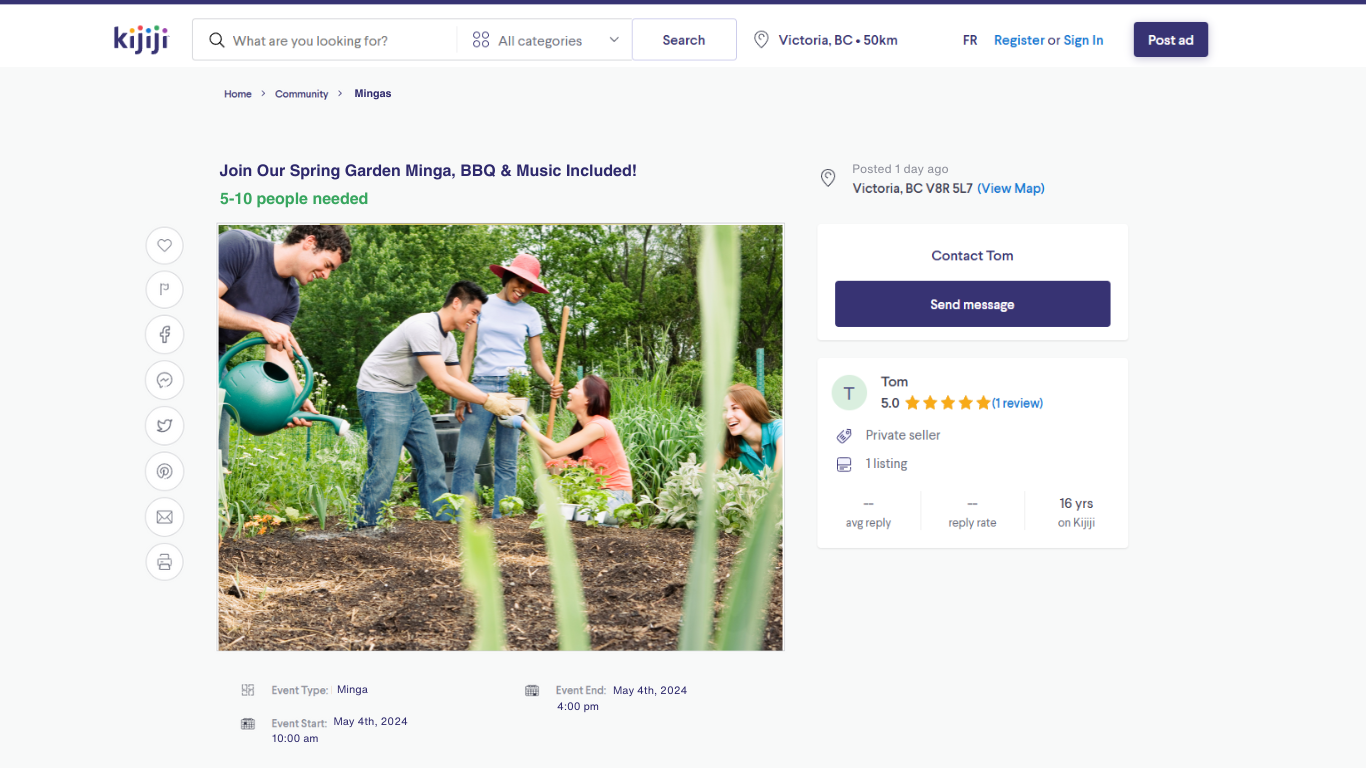 kijiji
What are you looking for?
All categories
Search
Victoria, BC • 50km
FR
Register or Sign In
Post ad
Home > Community > Mingas
Join Our Spring Garden Minga, BBQ & Music Included!
5-10 people needed
Posted 1 day ago
Victoria, BC V8R 5L7 (View Map)
Contact Tom
Send message
T
Tom
5.0 (1 review)
Private seller
1 listing
-- -- 16 yrs
avg reply reply rate on Kijiji
Event Type: Minga
Event Start: May 4th, 2024
10:00 am
Event End: May 4th, 2024
4:00 pm